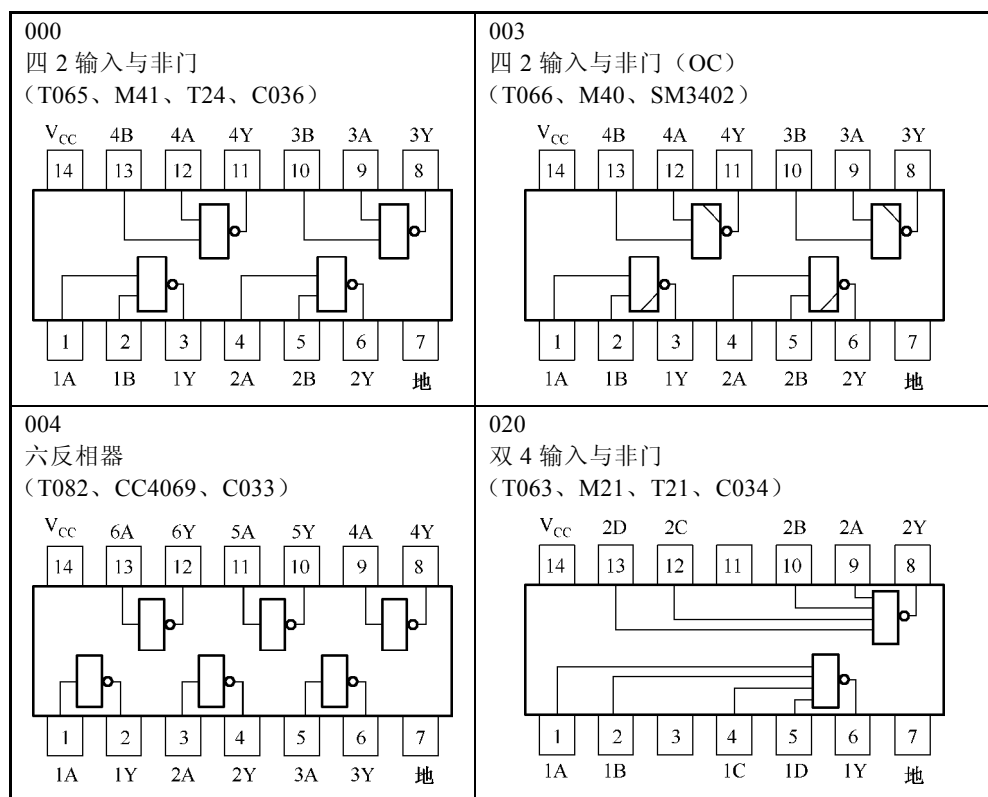 000
四 2 输入与非门
（T065、M41、T24、C036）
V_CC 4B 4A 4Y 3B 3A 3Y
14 13 12 11 10 9 8
1 2 3 4 5 6 7
1A 1B 1Y 2A 2B 2Y 地
003
四 2 输入与非门（OC）
（T066、M40、SM3402）
V_CC 4B 4A 4Y 3B 3A 3Y
14 13 12 11 10 9 8
1 2 3 4 5 6 7
1A 1B 1Y 2A 2B 2Y 地
004
六反相器
（T082、CC4069、C033）
V_CC 6A 6Y 5A 5Y 4A 4Y
14 13 12 11 10 9 8
1 2 3 4 5 6 7
1A 1Y 2A 2Y 3A 3Y 地
020
双 4 输入与非门
（T063、M21、T21、C034）
V_CC 2D 2C 2B 2A 2Y
14 13 12 11 10 9 8
1 2 3 4 5 6 7
1A 1B 1C 1D 1Y 地